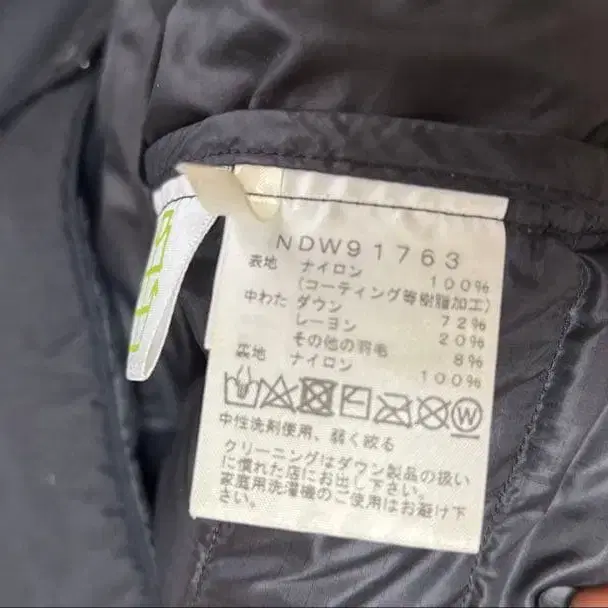 NDW91763
表地 ナイロン 100%
(コーティング等樹脂加工)
中わた ダウン 72%
レーヨン 20%
その他の羽毛 8%
裏地 ナイロン 100%
W
中性洗剤使用、弱く絞る
クリーニングはダウン製品の扱い
に慣れた店にお出し下さい。
家庭用洗濯機のご使用はお避け下
さい。